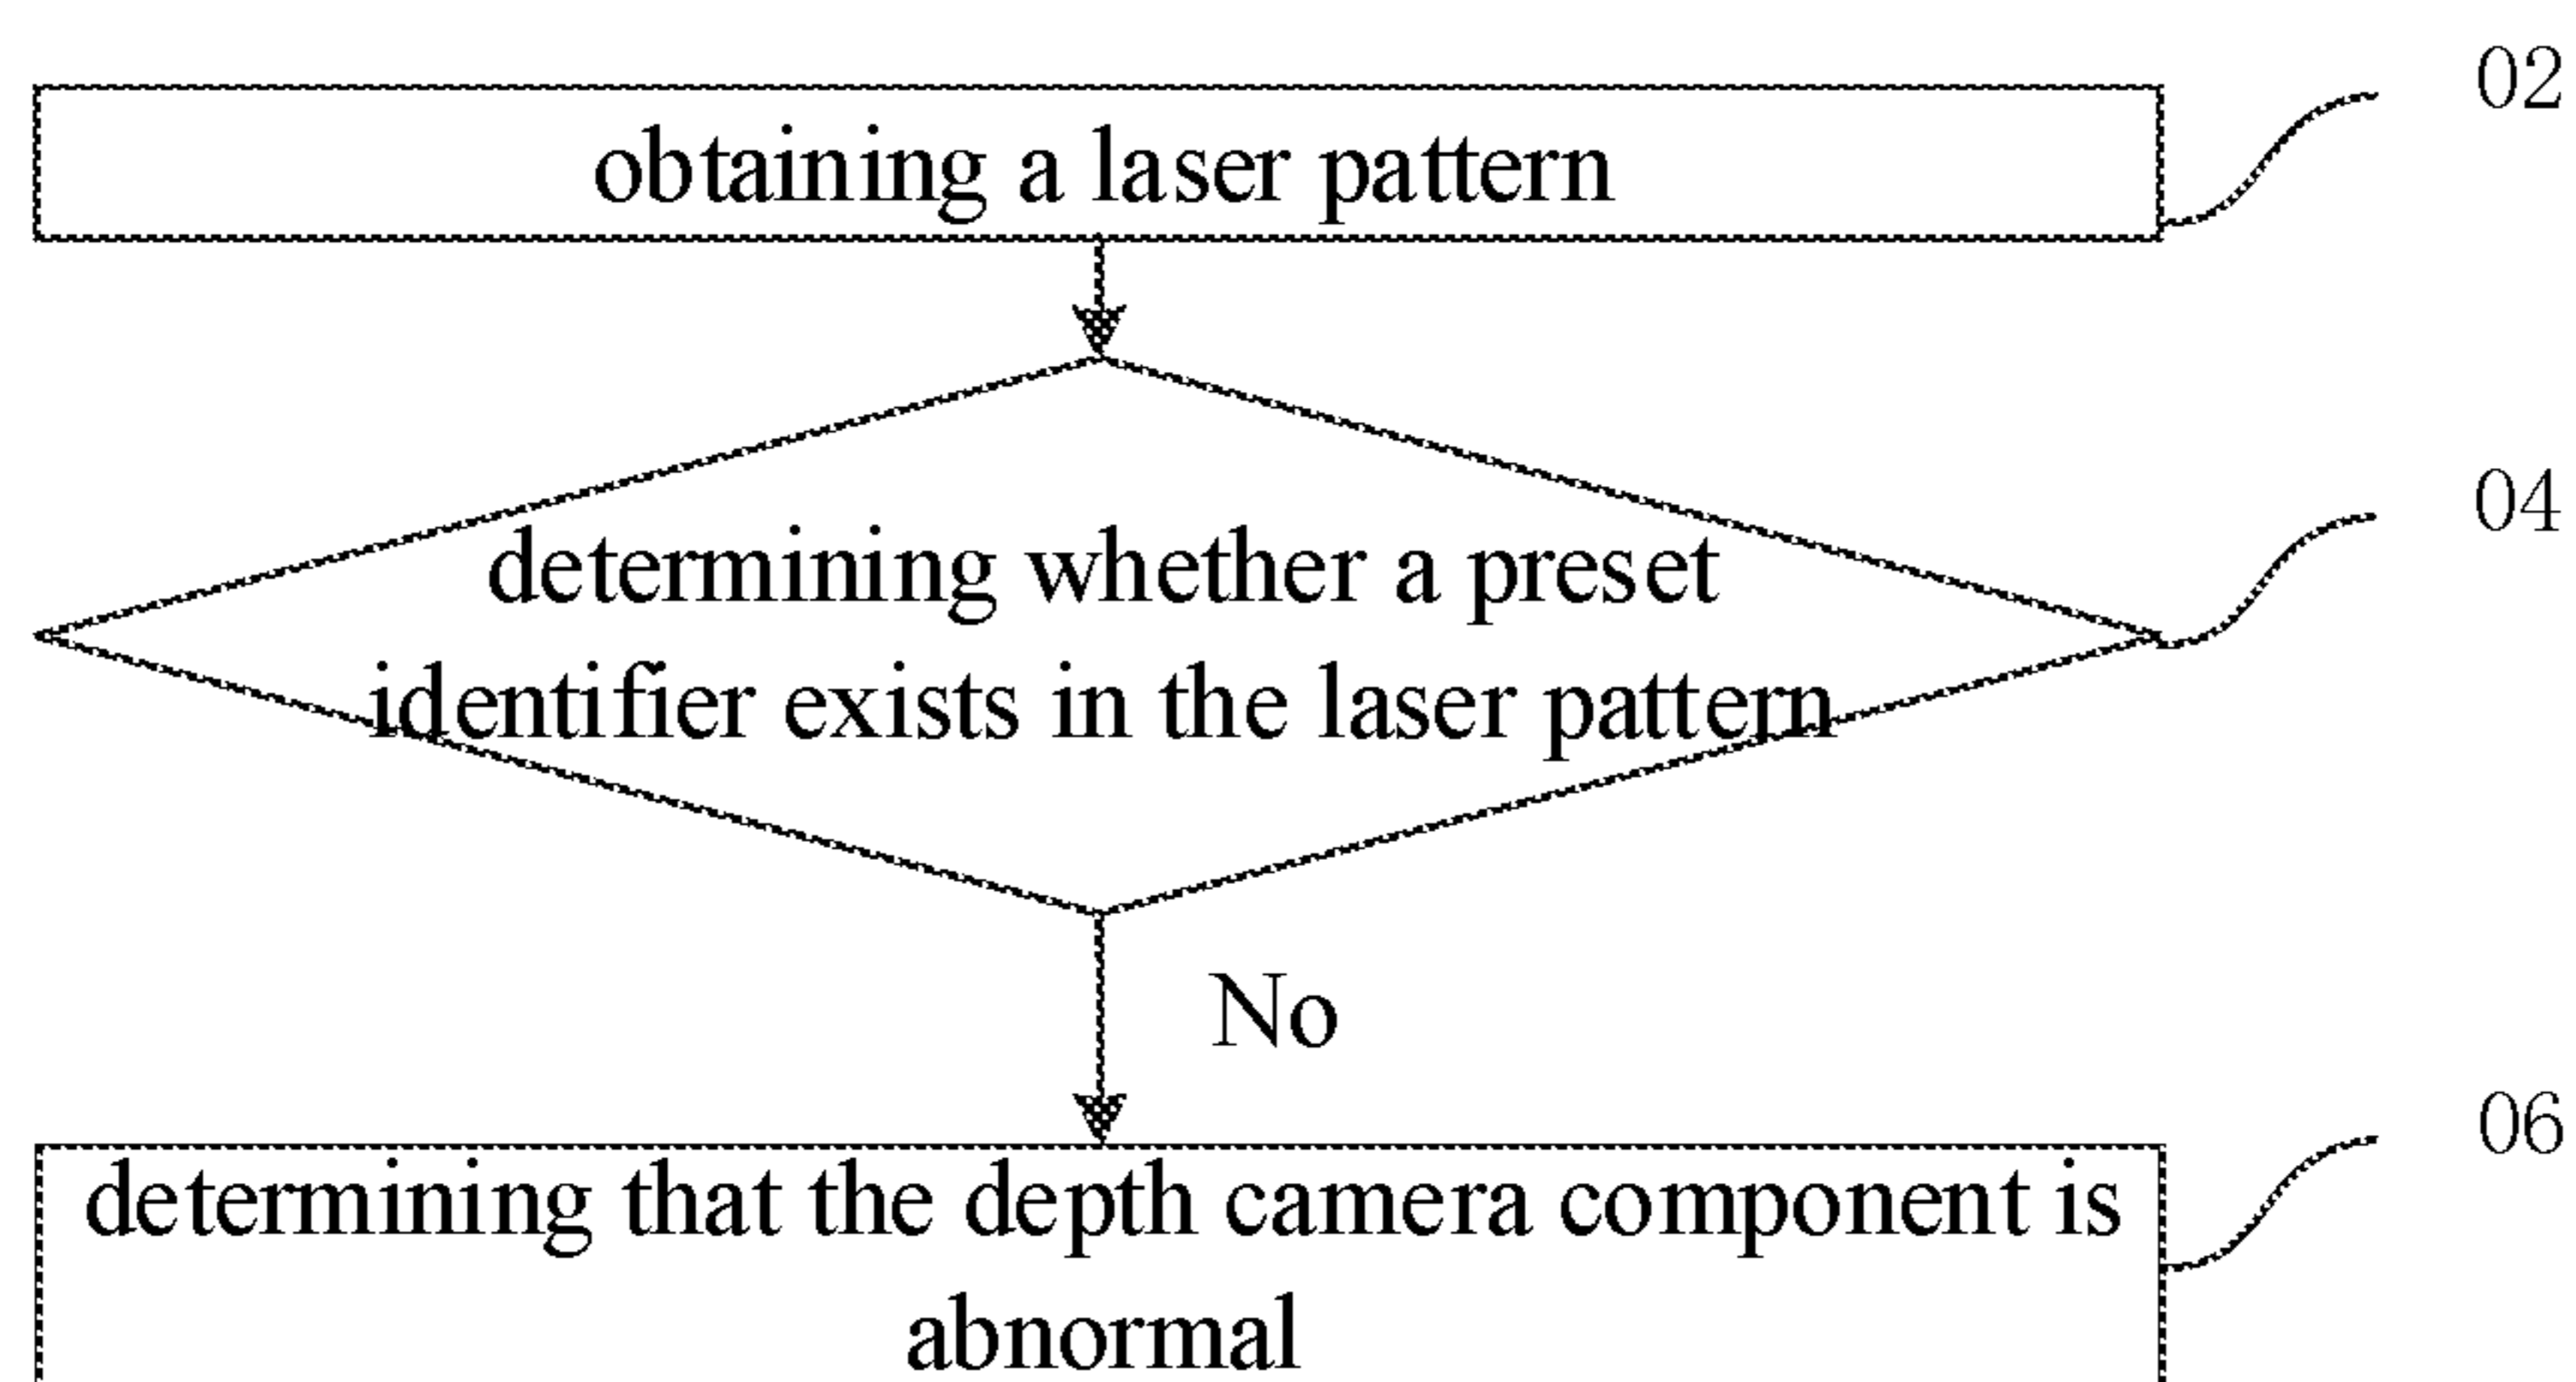 02
obtaining a laser pattern
04
determining whether a preset
identifier exists in the laser pattern
No
06
determining that the depth camera component is
abnormal